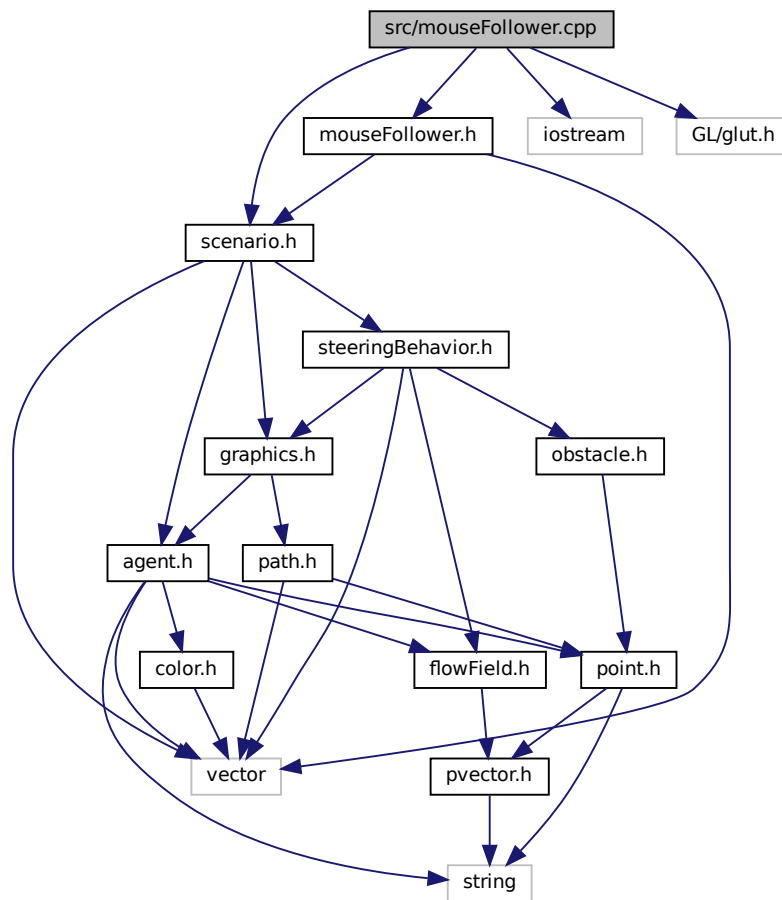 src/mouseFollower.cpp
mouseFollower.h
iostream
GL/glut.h
scenario.h
steeringBehavior.h
graphics.h
obstacle.h
agent.h
path.h
color.h
flowField.h
point.h
vector
pvector.h
string